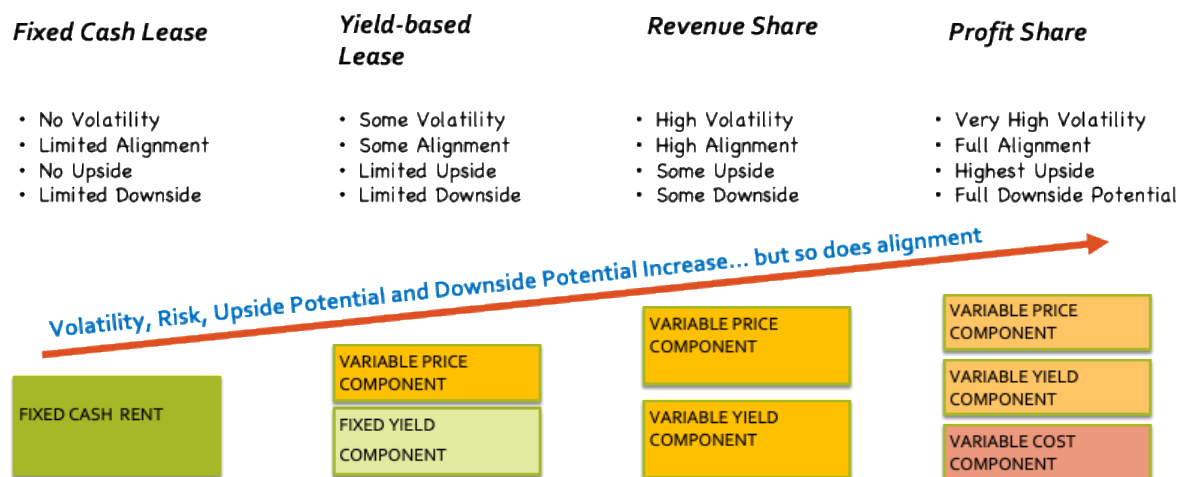 Fixed Cash Lease
• No Volatility
• Limited Alignment
• No Upside
• Limited Downside
Yield-based
Lease
• Some Volatility
• Some Alignment
• Limited Upside
• Limited Downside
Revenue Share
• High Volatility
• High Alignment
• Some Upside
• Some Downside
Profit Share
• Very High Volatility
• Full Alignment
• Highest Upside
• Full Downside Potential
Volatility, Risk, Upside Potential and Downside Potential Increase... but so does alignment
FIXED CASH RENT
VARIABLE PRICE
COMPONENT
FIXED YIELD
COMPONENT
VARIABLE PRICE
COMPONENT
VARIABLE YIELD
COMPONENT
VARIABLE PRICE
COMPONENT
VARIABLE YIELD
COMPONENT
VARIABLE COST
COMPONENT